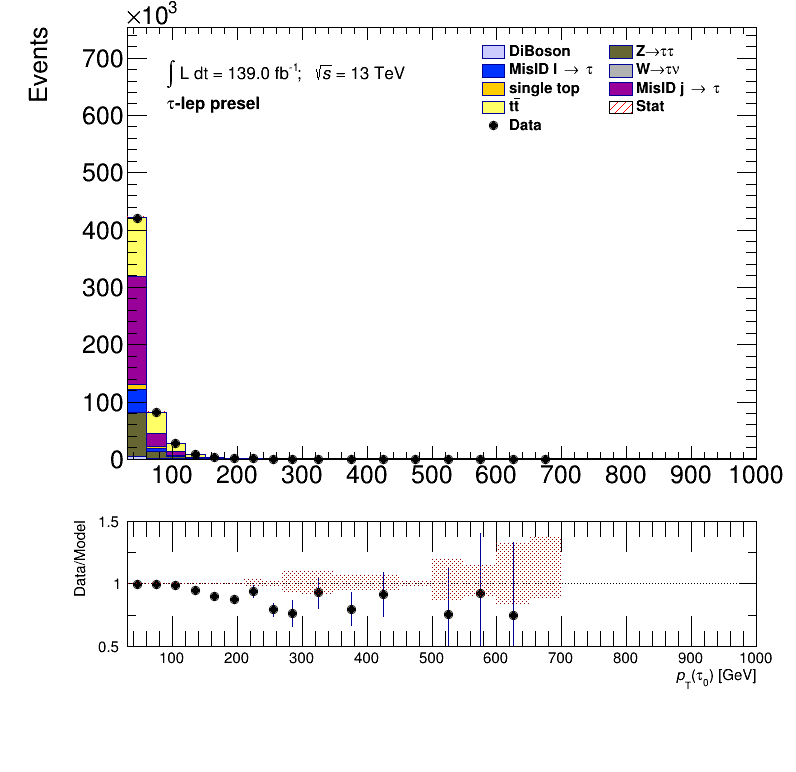 ×10³
Events
∫ L dt = 139.0 fb⁻¹; √s = 13 TeV
τ-lep presel
DiBoson
MisID l → τ
single top
tt̄
Data
Z→ττ
W→τν
MisID j → τ
Stat
700
600
500
400
300
200
100
0
100 200 300 400 500 600 700 800 900 1000
Data/Model
1.5
1
0.5
100 200 300 400 500 600 700 800 900 1000
p_T(τ₀) [GeV]